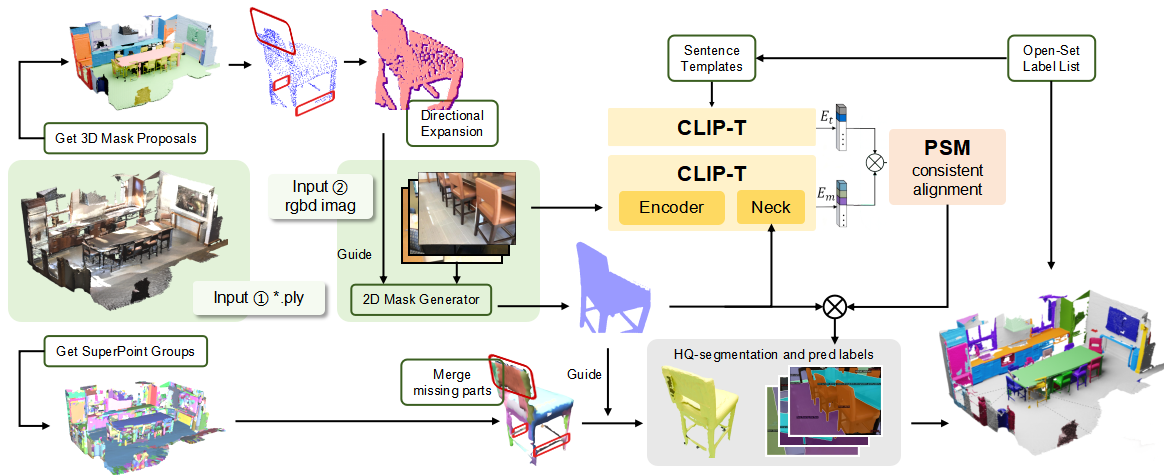 Get 3D Mask Proposals
Directional
Expansion
Sentence
Templates
Open-Set
Label List
CLIP-T
E_t
CLIP-T
Encoder
Neck
E_m
PSM
consistent
alignment
Input ②
rgbd imag
Guide
2D Mask Generator
Input ① *.ply
Get SuperPoint Groups
Merge
missing parts
Guide
HQ-segmentation and pred labels